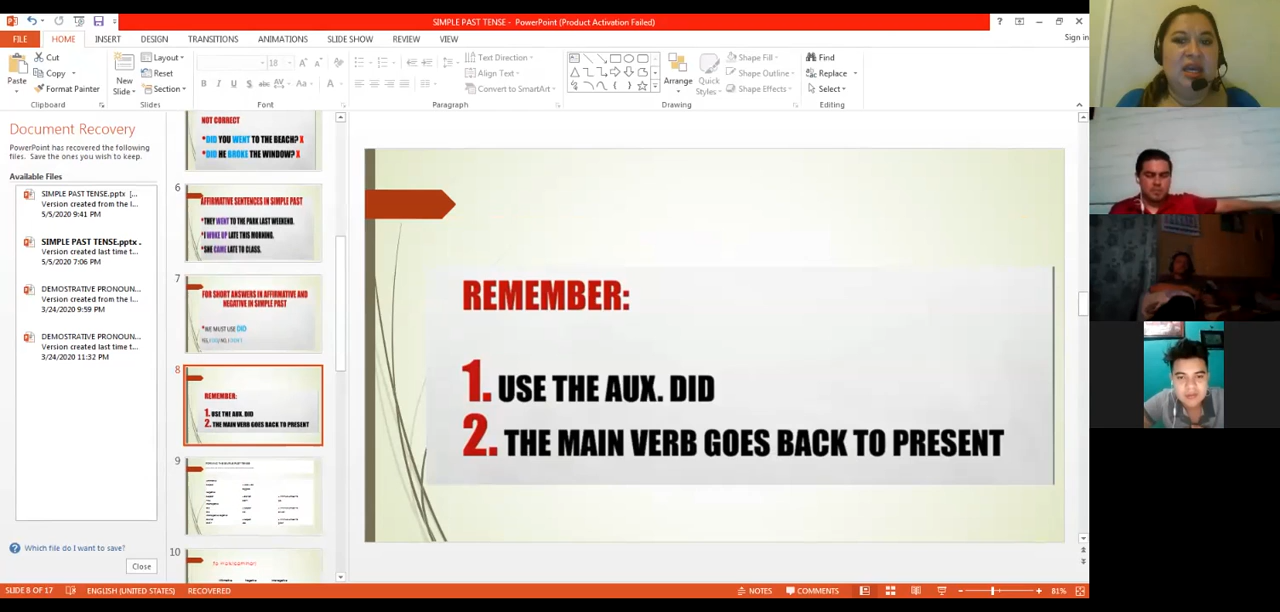 SIMPLE PAST TENSE - PowerPoint (Product Activation Failed)
FILE HOME INSERT DESIGN TRANSITIONS ANIMATIONS SLIDE SHOW REVIEW VIEW Sign in
Paste
Cut
Copy
Format Painter
Clipboard
New Slide
Layout
Reset
Section
Slides
18
Font
Text Direction
Align Text
Convert to SmartArt
Paragraph
Arrange
Quick Styles
Shape Fill
Shape Outline
Shape Effects
Drawing
Find
Replace
Select
Editing
Document Recovery
PowerPoint has recovered the following files. Save the ones you wish to keep.
Available Files
SIMPLE PAST TENSE.pptx [...
Version created from the l...
5/5/2020 9:41 PM
SIMPLE PAST TENSE.pptx .
Version created last time t...
5/5/2020 7:06 PM
DEMOSTRATIVE PRONOUN...
Version created from the l...
3/24/2020 9:59 PM
DEMOSTRATIVE PRONOUN...
Version created last time t...
3/24/2020 11:32 PM
Which file do I want to save?
Close
NOT CORRECT
*DID YOU WENT TO THE BEACH? X
*DID HE BROKE THE WINDOW? X
6
AFFIRMATIVE SENTENCES IN SIMPLE PAST
*THEY WENT TO THE PARK LAST WEEKEND.
*I WOKE UP LATE THIS MORNING.
*SHE CAME LATE TO CLASS.
7
FOR SHORT ANSWERS IN AFFIRMATIVE AND NEGATIVE IN SIMPLE PAST
*WE MUST USE DID
8
REMEMBER:
1. USE THE AUX. DID
2. THE MAIN VERB GOES BACK TO PRESENT
9
10
REMEMBER:
1. USE THE AUX. DID
2. THE MAIN VERB GOES BACK TO PRESENT
SLIDE 8 OF 17 ENGLISH (UNITED STATES) RECOVERED NOTES COMMENTS 81%